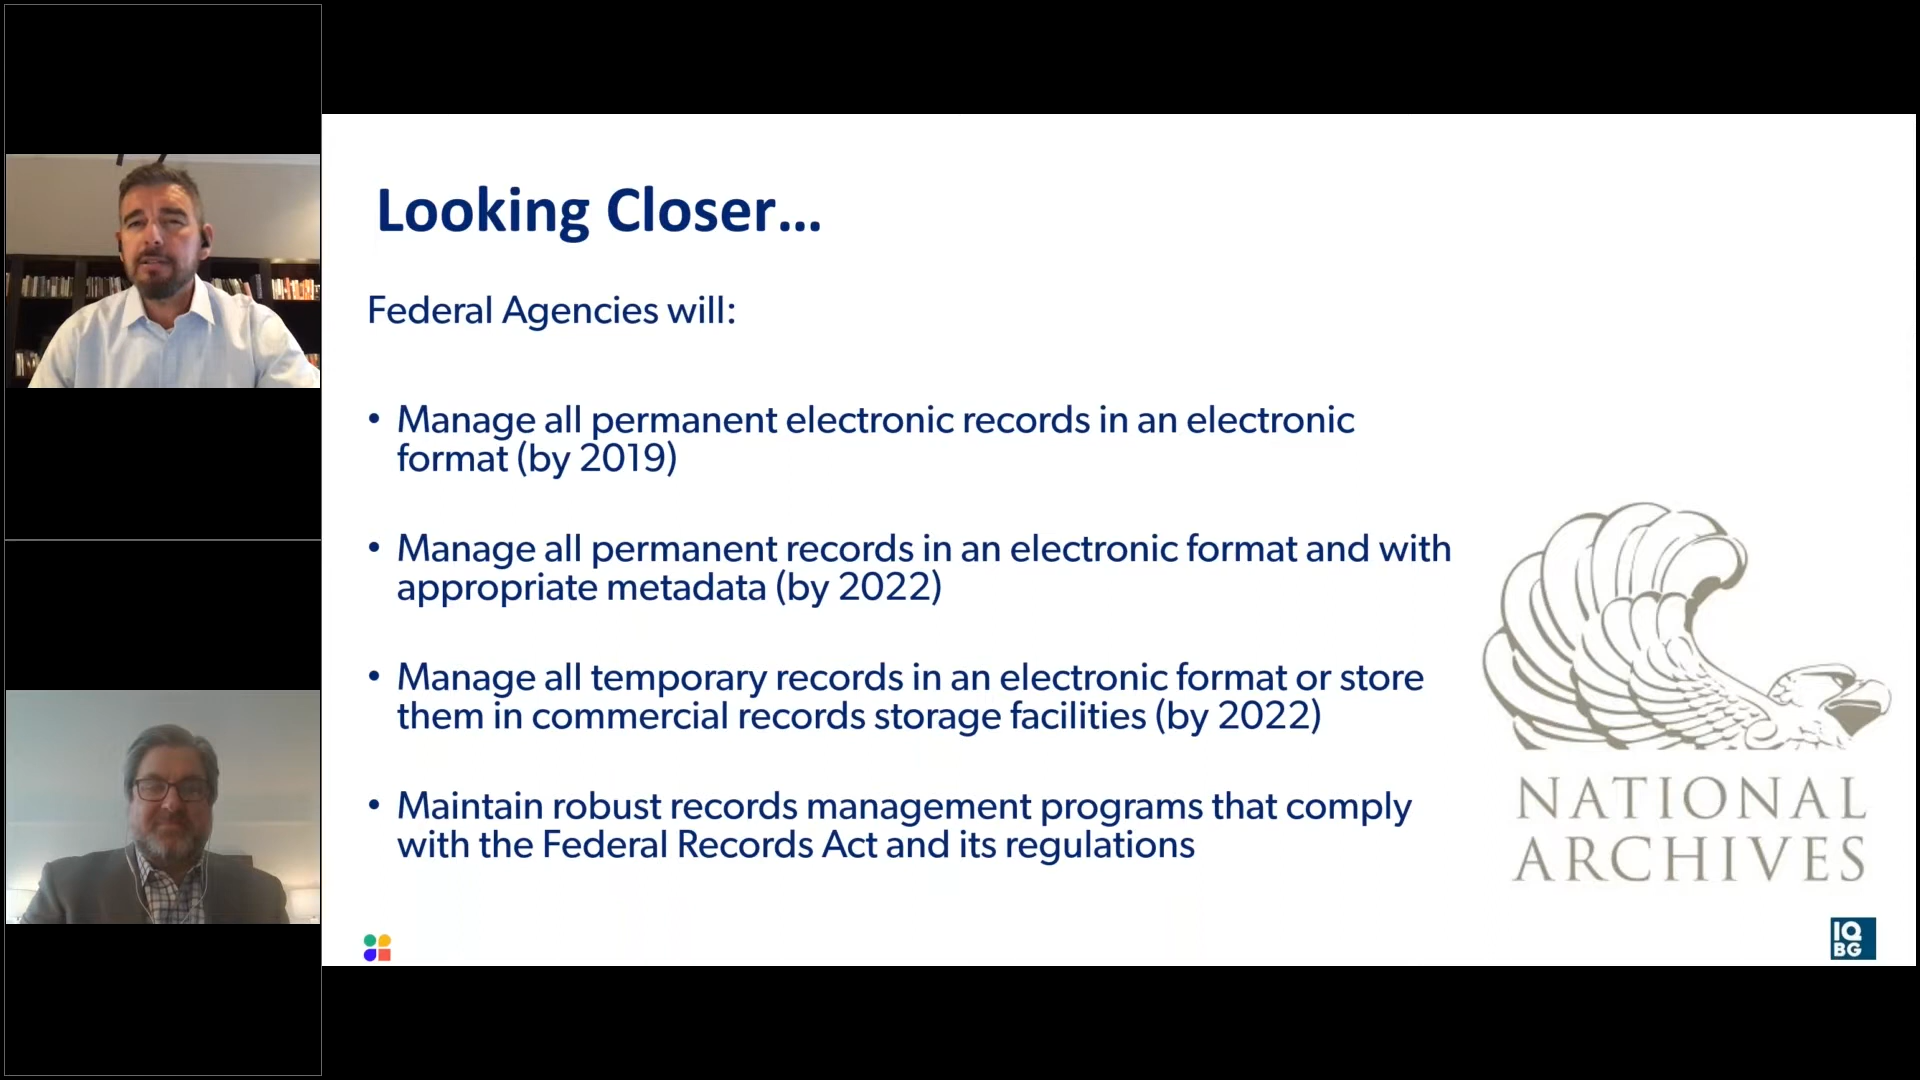 Looking Closer...
Federal Agencies will:
• Manage all permanent electronic records in an electronic
format (by 2019)
• Manage all permanent records in an electronic format and with
appropriate metadata (by 2022)
• Manage all temporary records in an electronic format or store
them in commercial records storage facilities (by 2022)
• Maintain robust records management programs that comply
with the Federal Records Act and its regulations
NATIONAL
ARCHIVES
IQ
BG